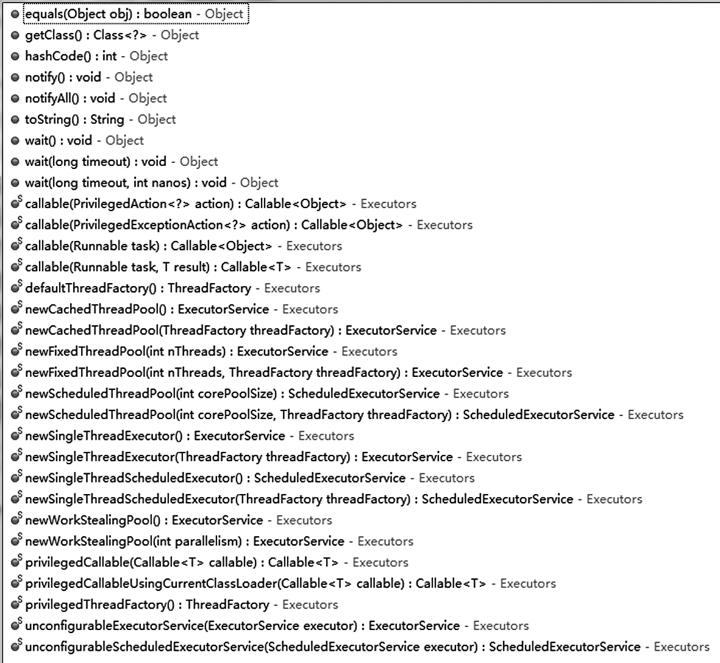 equals(Object obj) : boolean - Object
getClass() : Class<?> - Object
hashCode() : int - Object
notify() : void - Object
notifyAll() : void - Object
toString() : String - Object
wait() : void - Object
wait(long timeout) : void - Object
wait(long timeout, int nanos) : void - Object
callable(PrivilegedAction<?> action) : Callable<Object> - Executors
callable(PrivilegedExceptionAction<?> action) : Callable<Object> - Executors
callable(Runnable task) : Callable<Object> - Executors
callable(Runnable task, T result) : Callable<T> - Executors
defaultThreadFactory() : ThreadFactory - Executors
newCachedThreadPool() : ExecutorService - Executors
newCachedThreadPool(ThreadFactory threadFactory) : ExecutorService - Executors
newFixedThreadPool(int nThreads) : ExecutorService - Executors
newFixedThreadPool(int nThreads, ThreadFactory threadFactory) : ExecutorService - Executors
newScheduledThreadPool(int corePoolSize) : ScheduledExecutorService - Executors
newScheduledThreadPool(int corePoolSize, ThreadFactory threadFactory) : ScheduledExecutorService - Executors
newSingleThreadExecutor() : ExecutorService - Executors
newSingleThreadExecutor(ThreadFactory threadFactory) : ExecutorService - Executors
newSingleThreadScheduledExecutor() : ScheduledExecutorService - Executors
newSingleThreadScheduledExecutor(ThreadFactory threadFactory) : ScheduledExecutorService - Executors
newWorkStealingPool() : ExecutorService - Executors
newWorkStealingPool(int parallelism) : ExecutorService - Executors
privilegedCallable(Callable<T> callable) : Callable<T> - Executors
privilegedCallableUsingCurrentClassLoader(Callable<T> callable) : Callable<T> - Executors
privilegedThreadFactory() : ThreadFactory - Executors
unconfigurableExecutorService(ExecutorService executor) : ExecutorService - Executors
unconfigurableScheduledExecutorService(ScheduledExecutorService executor) : ScheduledExecutorService - Executors